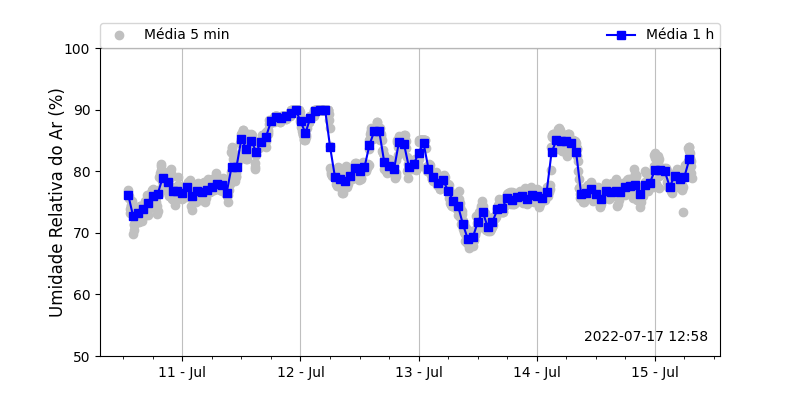 Média 5 min
Média 1 h
Umidade Relativa do Ar (%)
100
90
80
70
60
50
2022-07-17 12:58
11 - Jul
12 - Jul
13 - Jul
14 - Jul
15 - Jul